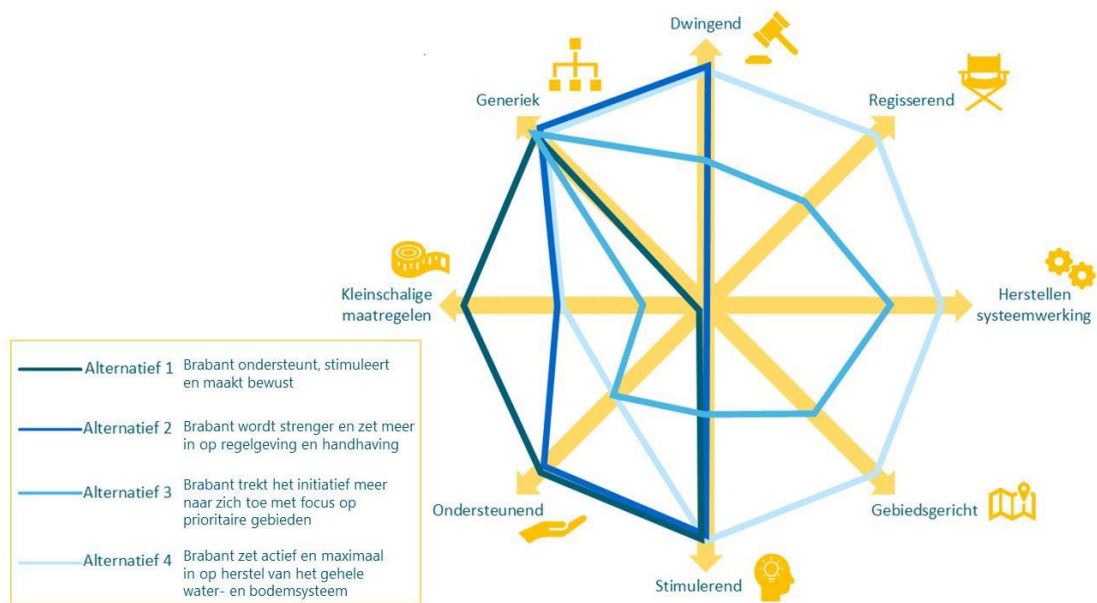 Dwingend
Regisserend
Generiek
Kleinschalige
maatregelen
Herstellen
systeemwerking
Ondersteunend
Gebiedsgericht
Stimulerend
Alternatief 1 Brabant ondersteunt, stimuleert
en maakt bewust
Alternatief 2 Brabant wordt strenger en zet meer
in op regelgeving en handhaving
Alternatief 3 Brabant trekt het initiatief meer
naar zich toe met focus op
prioritaire gebieden
Alternatief 4 Brabant zet actief en maximaal
in op herstel van het gehele
water- en bodemsysteem